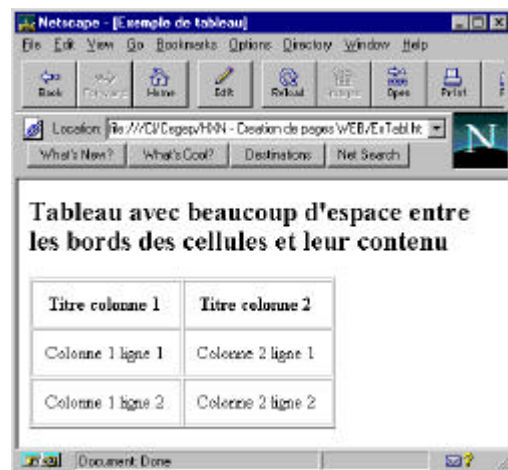 Netscape - [Exemple de tableau]
File Edit View Go Bookmarks Options Directory Window Help
Back Forward Home Edit Reload Images Open Print F
Location: file:///C|/Cegep/HXN - Creation de pages WEB/ExTabl.ht
N
What's New? What's Cool? Destinations Net Search
Tableau avec beaucoup d'espace entre
les bords des cellules et leur contenu
Titre colonne 1 Titre colonne 2
Colonne 1 ligne 1 Colonne 2 ligne 1
Colonne 1 ligne 2 Colonne 2 ligne 2
Document: Done